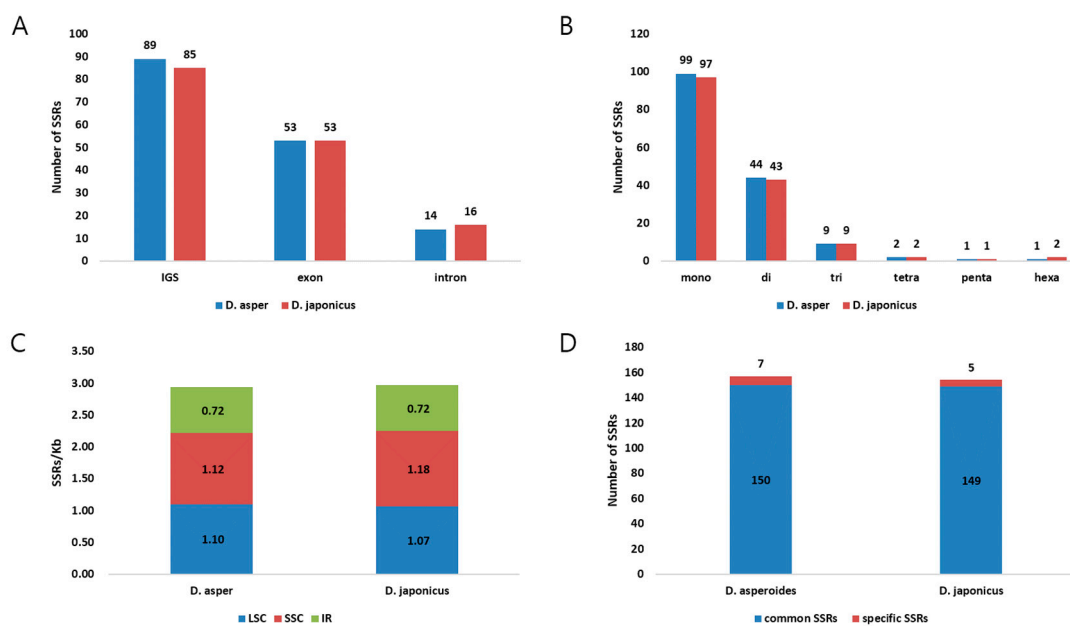 A
Number of SSRs
100
90
80
70
60
50
40
30
20
10
0
89
85
53
53
14
16
IGS
exon
intron
D. asper
D. japonicus
B
Number of SSRs
120
100
80
60
40
20
0
99
97
44
43
9
9
2
2
1
1
1
2
mono
di
tri
tetra
penta
hexa
D. asper
D. japonicus
C
SSRs/Kb
3.50
3.00
2.50
2.00
1.50
1.00
0.50
0.00
0.72
1.12
1.10
0.72
1.18
1.07
D. asper
D. japonicus
LSC
SSC
IR
D
Number of SSRs
180
160
140
120
100
80
60
40
20
0
7
150
5
149
D. asperoides
D. japonicus
common SSRs
specific SSRs